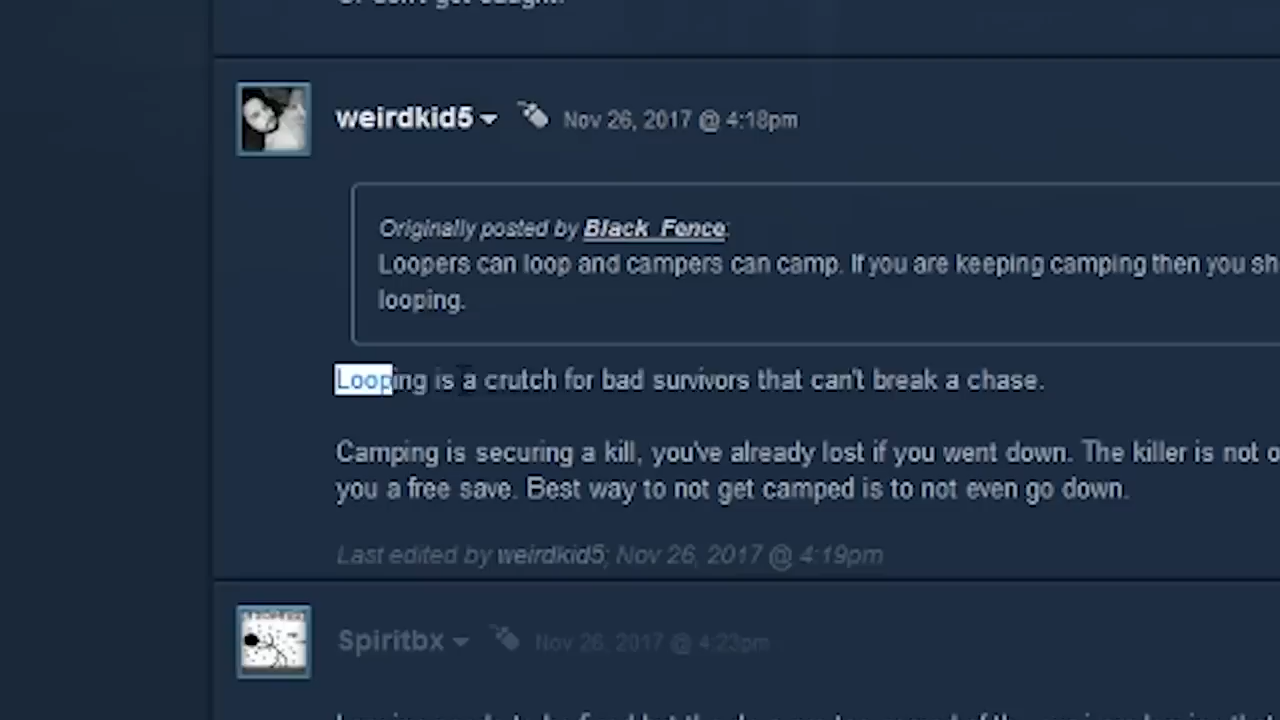 Or don't get caught.
weirdkid5 Nov 26, 2017 @ 4:18pm
Originally posted by Black_Fence:
Loopers can loop and campers can camp. If you are keeping camping then you sh
looping.
Looping is a crutch for bad survivors that can't break a chase.
Camping is securing a kill, you've already lost if you went down. The killer is not o
you a free save. Best way to not get camped is to not even go down.
Last edited by weirdkid5; Nov 26, 2017 @ 4:19pm
Spiritbx Nov 26, 2017 @ 4:23pm